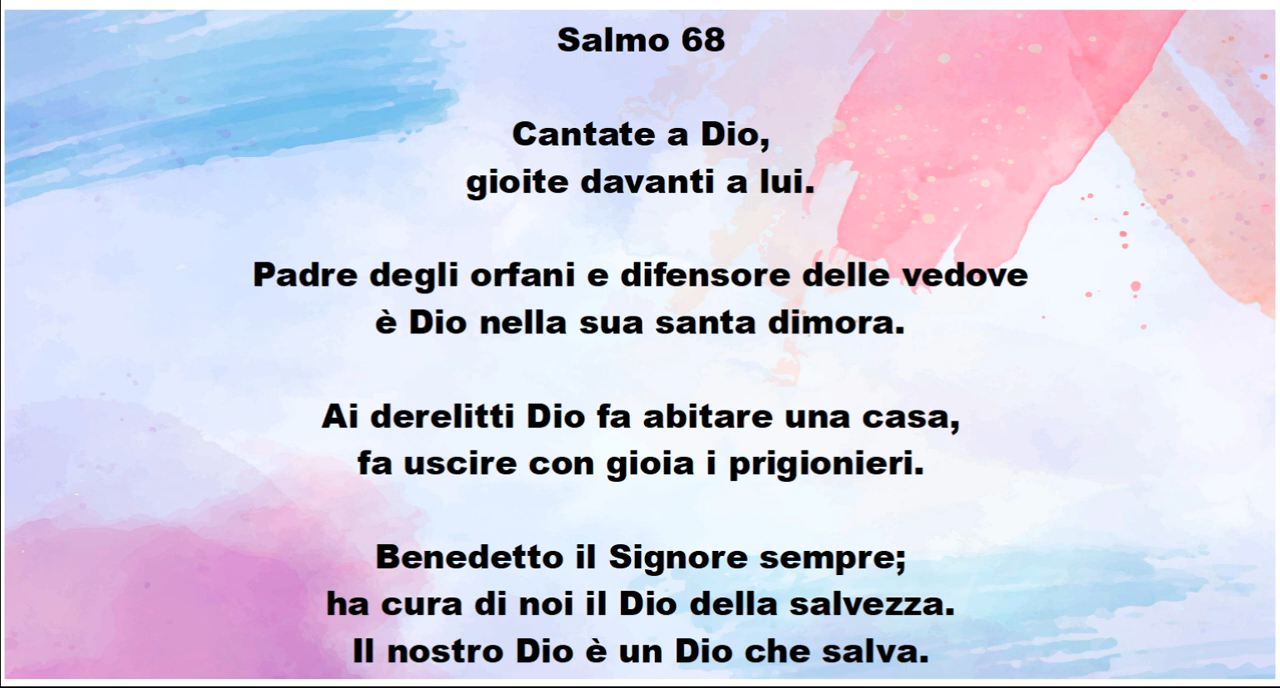 Salmo 68
Cantate a Dio,
gioite davanti a lui.
Padre degli orfani e difensore delle vedove
è Dio nella sua santa dimora.
Ai derelitti Dio fa abitare una casa,
fa uscire con gioia i prigionieri.
Benedetto il Signore sempre;
ha cura di noi il Dio della salvezza.
Il nostro Dio è un Dio che salva.